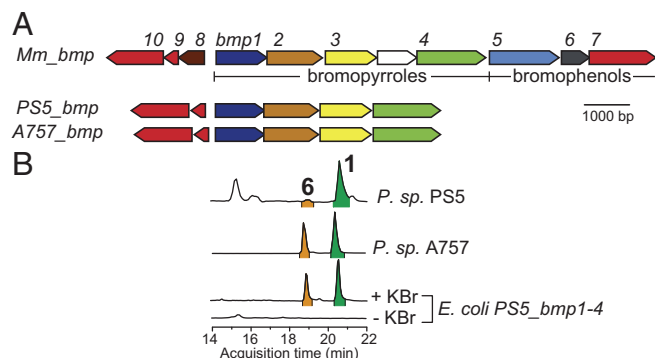 A
10 9 8 bmp1 2 3 4 5 6 7
Mm_bmp
bromopyrroles bromophenols
PS5_bmp
A757_bmp
1000 bp
B
6 1
P. sp. PS5
P. sp. A757
+ KBr
- KBr
E. coli PS5_bmp1-4
14 16 18 20 22
Acquisition time (min)